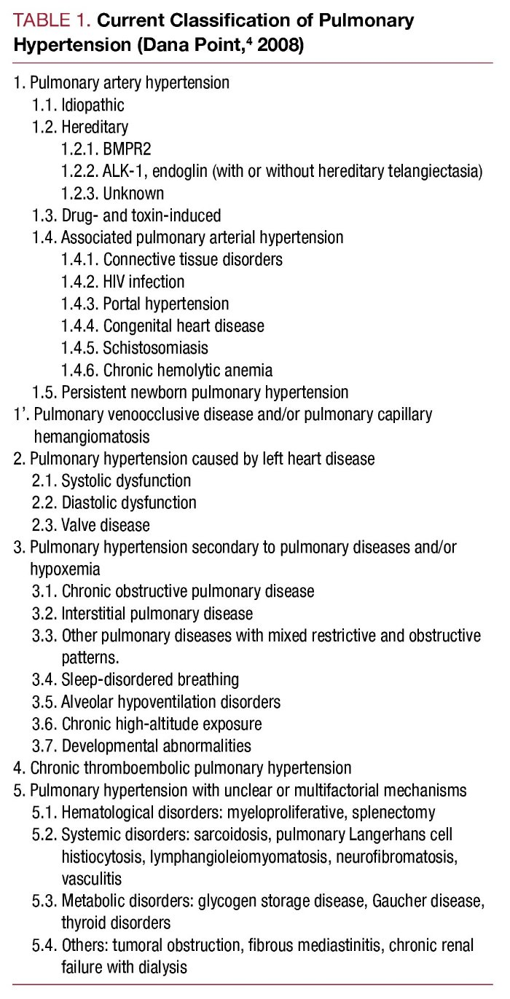 TABLE 1. Current Classification of Pulmonary
Hypertension (Dana Point,⁴ 2008)
1. Pulmonary artery hypertension
1.1. Idiopathic
1.2. Hereditary
1.2.1. BMPR2
1.2.2. ALK-1, endoglin (with or without hereditary telangiectasia)
1.2.3. Unknown
1.3. Drug- and toxin-induced
1.4. Associated pulmonary arterial hypertension
1.4.1. Connective tissue disorders
1.4.2. HIV infection
1.4.3. Portal hypertension
1.4.4. Congenital heart disease
1.4.5. Schistosomiasis
1.4.6. Chronic hemolytic anemia
1.5. Persistent newborn pulmonary hypertension
1’. Pulmonary venoocclusive disease and/or pulmonary capillary
hemangiomatosis
2. Pulmonary hypertension caused by left heart disease
2.1. Systolic dysfunction
2.2. Diastolic dysfunction
2.3. Valve disease
3. Pulmonary hypertension secondary to pulmonary diseases and/or
hypoxemia
3.1. Chronic obstructive pulmonary disease
3.2. Interstitial pulmonary disease
3.3. Other pulmonary diseases with mixed restrictive and obstructive
patterns.
3.4. Sleep-disordered breathing
3.5. Alveolar hypoventilation disorders
3.6. Chronic high-altitude exposure
3.7. Developmental abnormalities
4. Chronic thromboembolic pulmonary hypertension
5. Pulmonary hypertension with unclear or multifactorial mechanisms
5.1. Hematological disorders: myeloproliferative, splenectomy
5.2. Systemic disorders: sarcoidosis, pulmonary Langerhans cell
histiocytosis, lymphangioleiomyomatosis, neurofibromatosis,
vasculitis
5.3. Metabolic disorders: glycogen storage disease, Gaucher disease,
thyroid disorders
5.4. Others: tumoral obstruction, fibrous mediastinitis, chronic renal
failure with dialysis